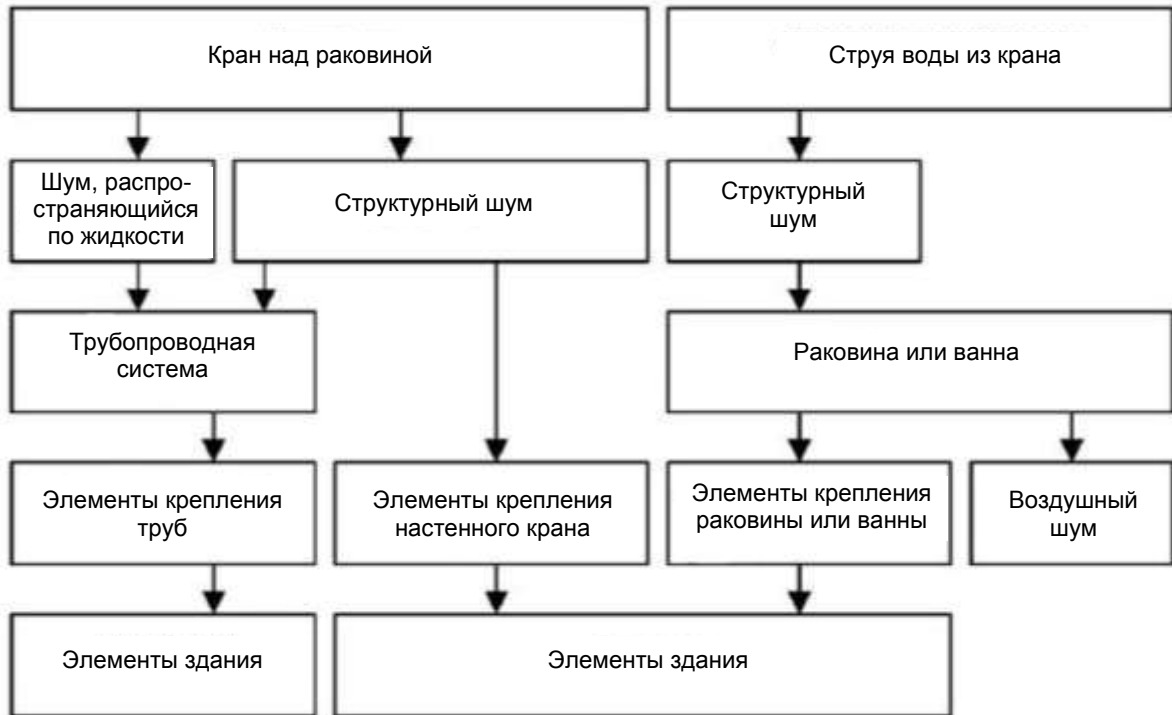 Кран над раковиной
Струя воды из крана
Шум, распро-
страняющийся
по жидкости
Структурный шум
Структурный
шум
Трубопроводная
система
Раковина или ванна
Элементы крепления
труб
Элементы крепления
настенного крана
Элементы крепления
раковины или ванны
Воздушный
шум
Элементы здания
Элементы здания